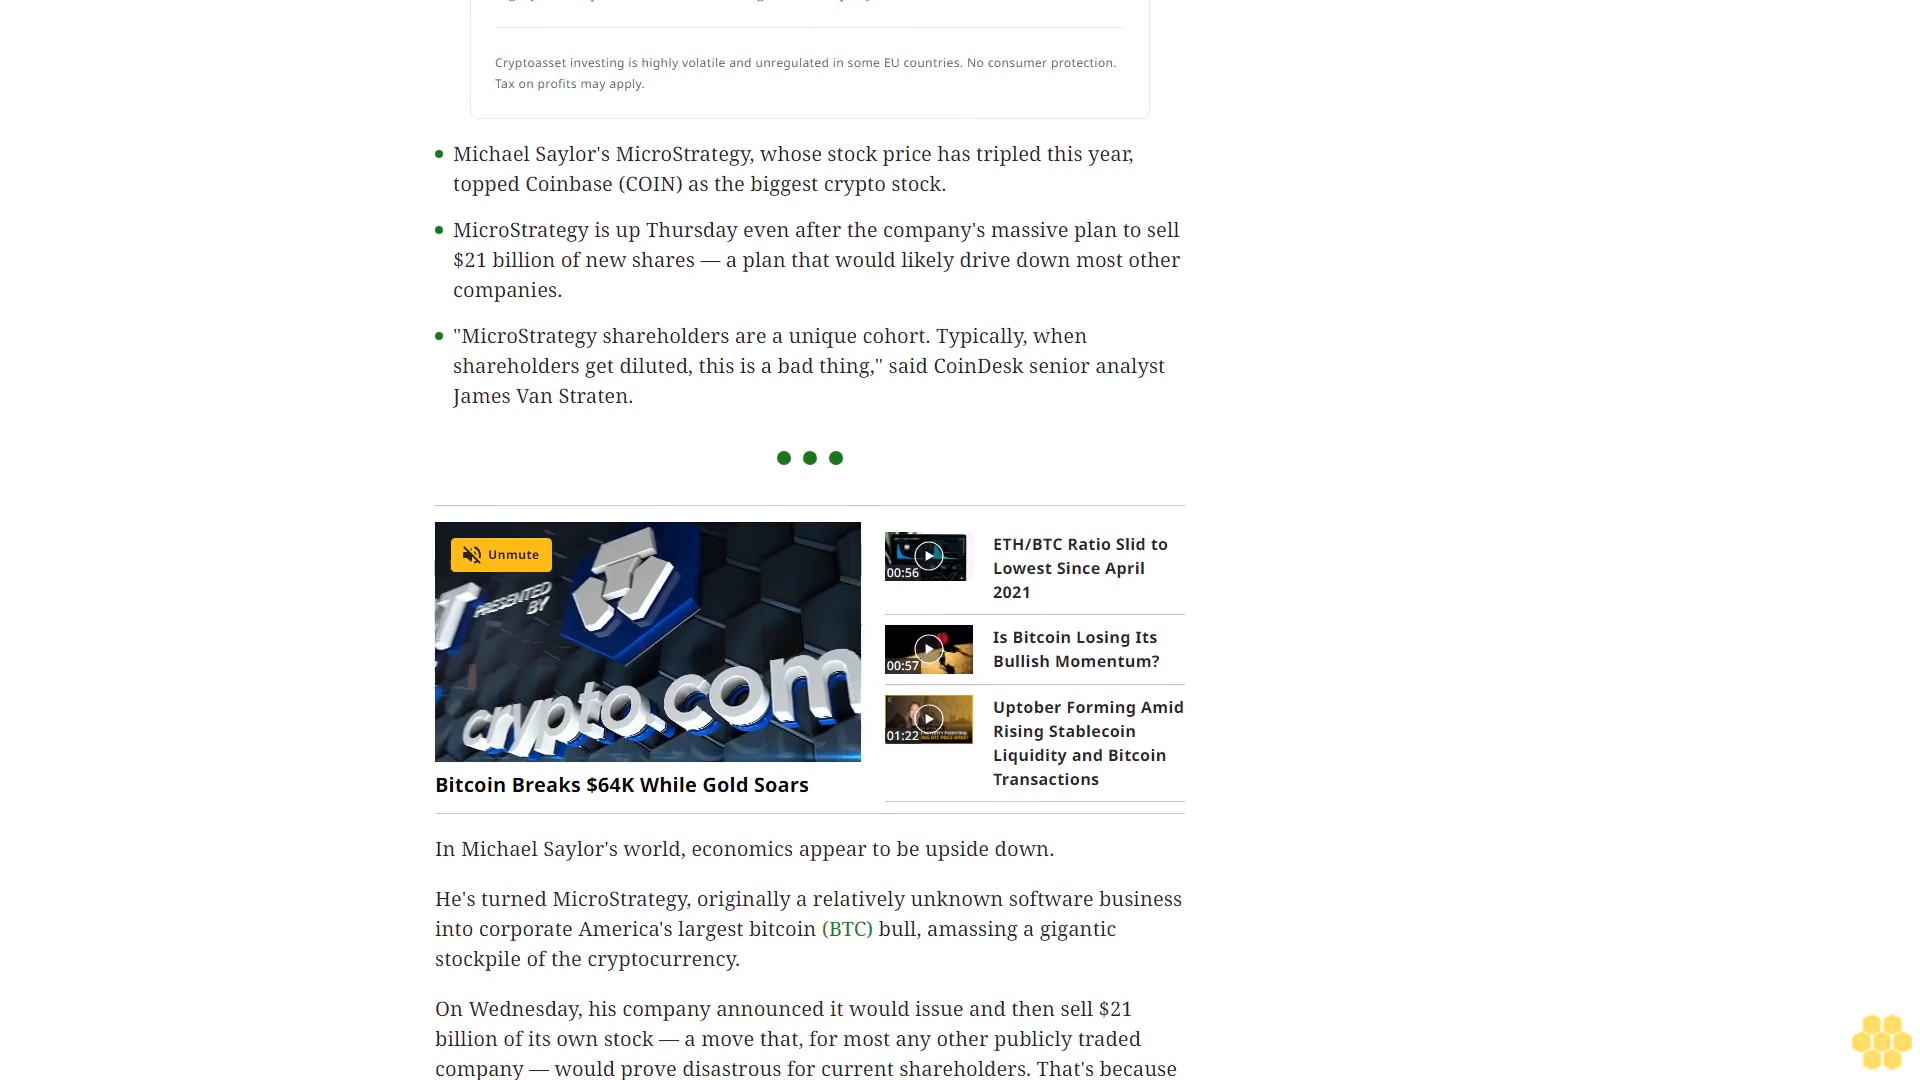 Cryptoasset investing is highly volatile and unregulated in some EU countries. No consumer protection.
Tax on profits may apply.
Michael Saylor's MicroStrategy, whose stock price has tripled this year,
topped Coinbase (COIN) as the biggest crypto stock.
MicroStrategy is up Thursday even after the company's massive plan to sell
$21 billion of new shares — a plan that would likely drive down most other
companies.
"MicroStrategy shareholders are a unique cohort. Typically, when
shareholders get diluted, this is a bad thing," said CoinDesk senior analyst
James Van Straten.
Unmute
PRESENTED
BY
crypto.com
Bitcoin Breaks $64K While Gold Soars
00:56
ETH/BTC Ratio Slid to
Lowest Since April
2021
00:57
Is Bitcoin Losing Its
Bullish Momentum?
01:22
Uptober Forming Amid
Rising Stablecoin
Liquidity and Bitcoin
Transactions
In Michael Saylor's world, economics appear to be upside down.
He's turned MicroStrategy, originally a relatively unknown software business
into corporate America's largest bitcoin (BTC) bull, amassing a gigantic
stockpile of the cryptocurrency.
On Wednesday, his company announced it would issue and then sell $21
billion of its own stock — a move that, for most any other publicly traded
company — would prove disastrous for current shareholders. That's because